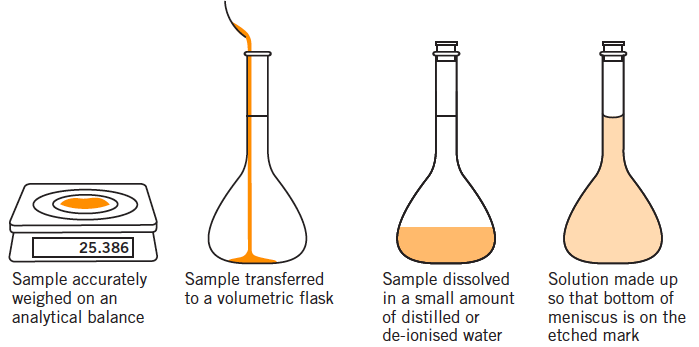 25.386
Sample accurately
weighed on an
analytical balance
Sample transferred
to a volumetric flask
Sample dissolved
in a small amount
of distilled or
de-ionised water
Solution made up
so that bottom of
meniscus is on the
etched mark